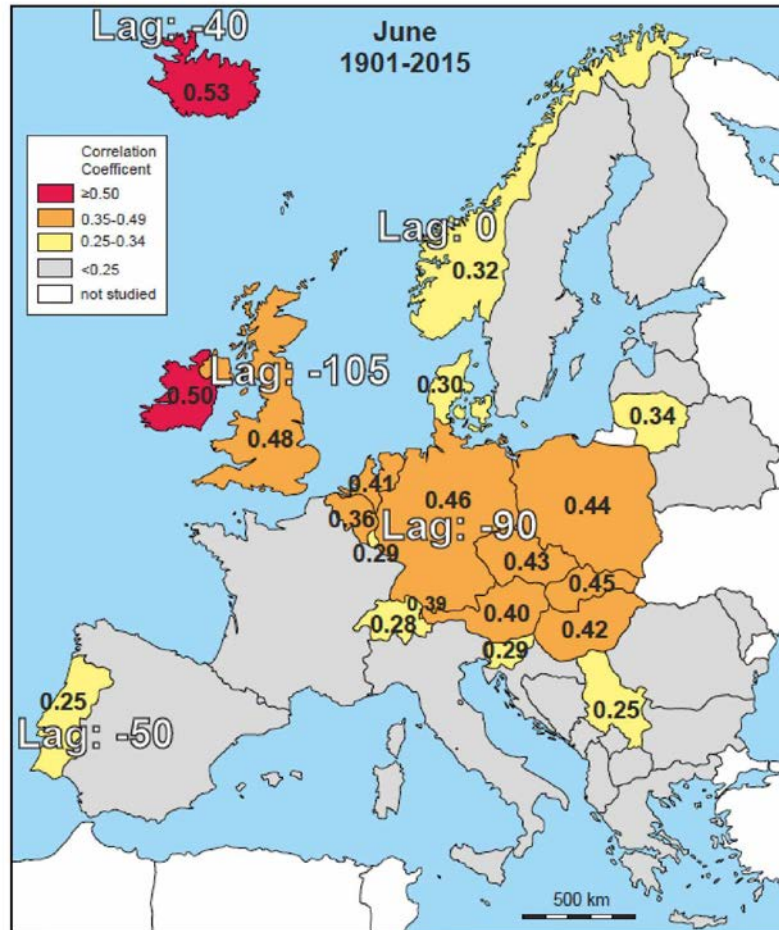 Lag: -40
June
1901-2015
0.53
Correlation
Coefficent
≥0.50
0.35-0.49
0.25-0.34
<0.25
not studied
Lag: 0
0.32
Lag: -105
0.30
0.50
0.34
0.48
0.41
0.46
0.44
0.36
Lag: -90
0.29
0.43
0.45
0.39
0.40
0.28
0.42
0.29
0.25
0.25
Lag: -50
500 km